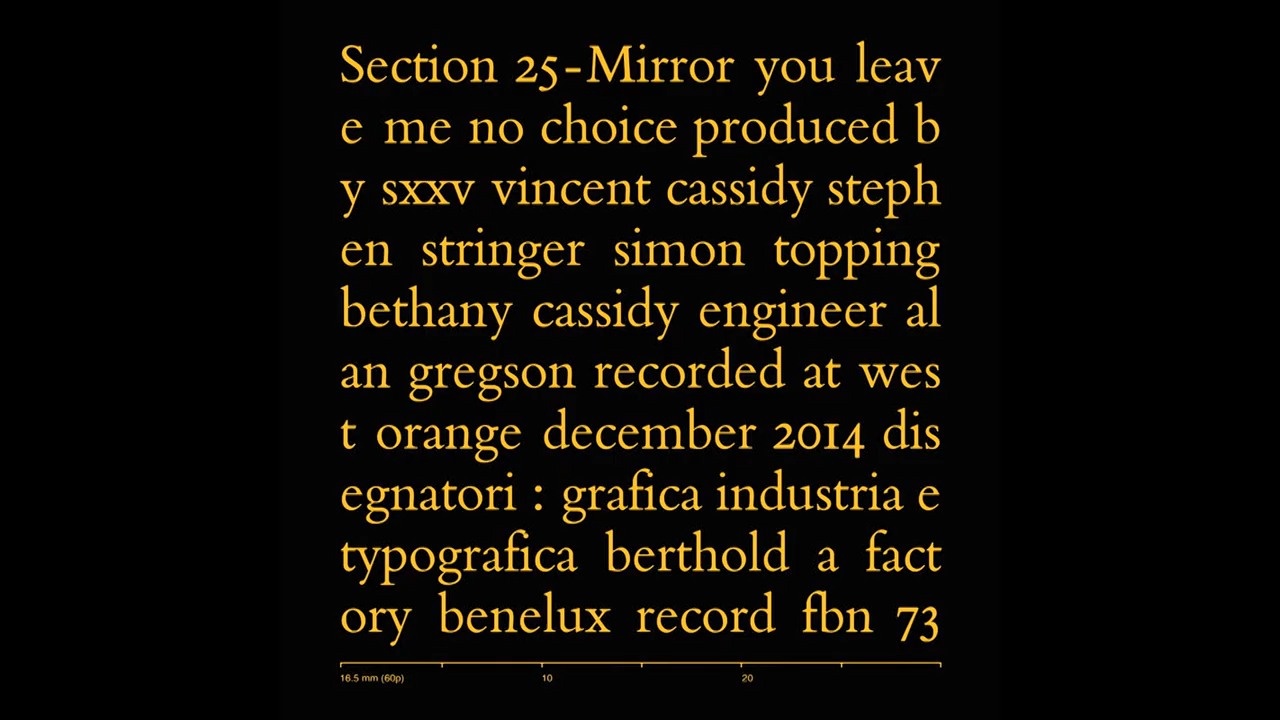 Section 25-Mirror you leav
e me no choice produced b
y sxxv vincent cassidy steph
en stringer simon topping
bethany cassidy engineer al
an gregson recorded at wes
t orange december 2014 dis
egnatori : grafica industria e
typografica berthold a fact
ory benelux record fbn 73
16.5 mm (60p) 10 20